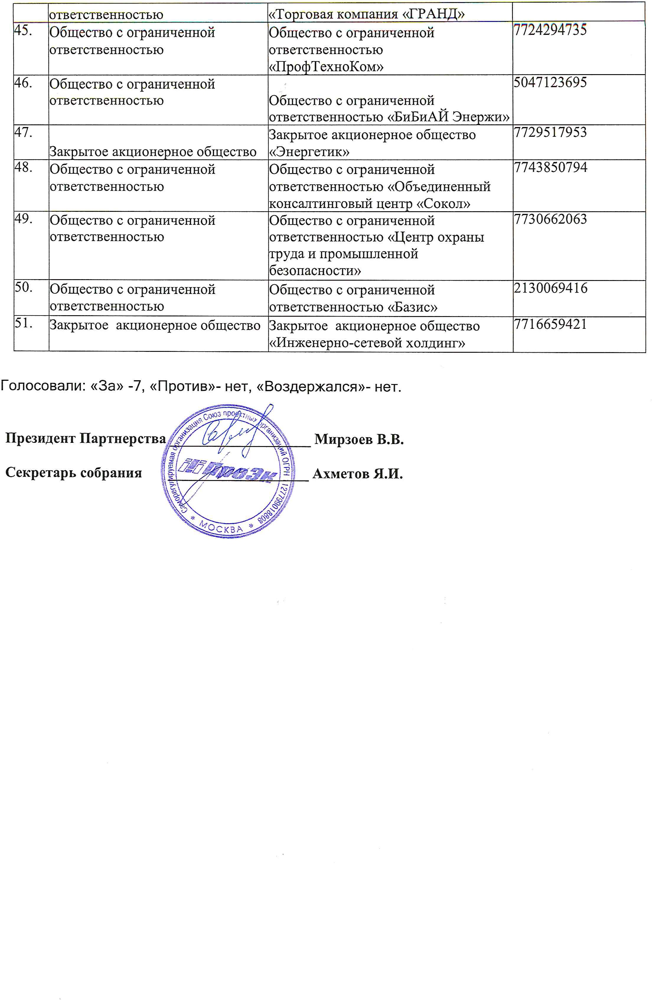 ответственностью «Торговая компания «ГРАНД»
45. Общество с ограниченной Общество с ограниченной 7724294735
ответственностью ответственностью
«ПрофТехноКом»
46. Общество с ограниченной 5047123695
ответственностью Общество с ограниченной
ответственностью «БиБиАЙ Энержи»
47. Закрытое акционерное общество 7729517953
Закрытое акционерное общество «Энергетик»
48. Общество с ограниченной Общество с ограниченной 7743850794
ответственностью ответственностью «Объединенный
консалтинговый центр «Сокол»
49. Общество с ограниченной Общество с ограниченной 7730662063
ответственностью ответственностью «Центр охраны
труда и промышленной
безопасности»
50. Общество с ограниченной Общество с ограниченной 2130069416
ответственностью ответственностью «Базис»
51. Закрытое акционерное общество Закрытое акционерное общество 7716659421
«Инженерно-сетевой холдинг»
Голосовали: «За» -7, «Против»- нет, «Воздержался»- нет.
Президент Партнерства Мирзоев В.В.
Секретарь собрания Ахметов Я.И.
Саморегулируемая организация Союз проектных организаций ОГРН
ПроЭк
* МОСКВА *